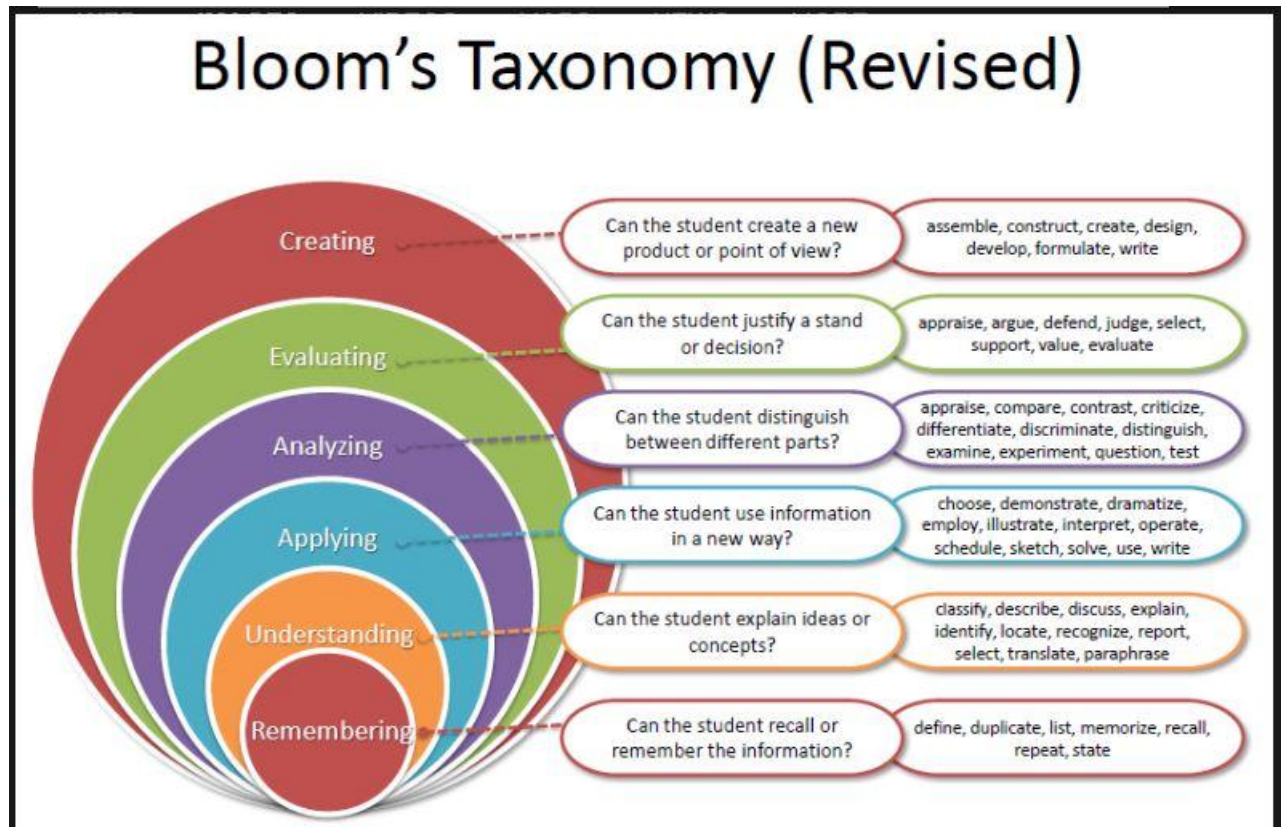 Bloom's Taxonomy (Revised)
Creating
Can the student create a new
product or point of view?
assemble, construct, create, design,
develop, formulate, write
Evaluating
Can the student justify a stand
or decision?
appraise, argue, defend, judge, select,
support, value, evaluate
Analyzing
Can the student distinguish
between different parts?
appraise, compare, contrast, criticize,
differentiate, discriminate, distinguish,
examine, experiment, question, test
Applying
Can the student use information
in a new way?
choose, demonstrate, dramatize,
employ, illustrate, interpret, operate,
schedule, sketch, solve, use, write
Understanding
Can the student explain ideas or
concepts?
classify, describe, discuss, explain,
identify, locate, recognize, report,
select, translate, paraphrase
Remembering
Can the student recall or
remember the information?
define, duplicate, list, memorize, recall,
repeat, state